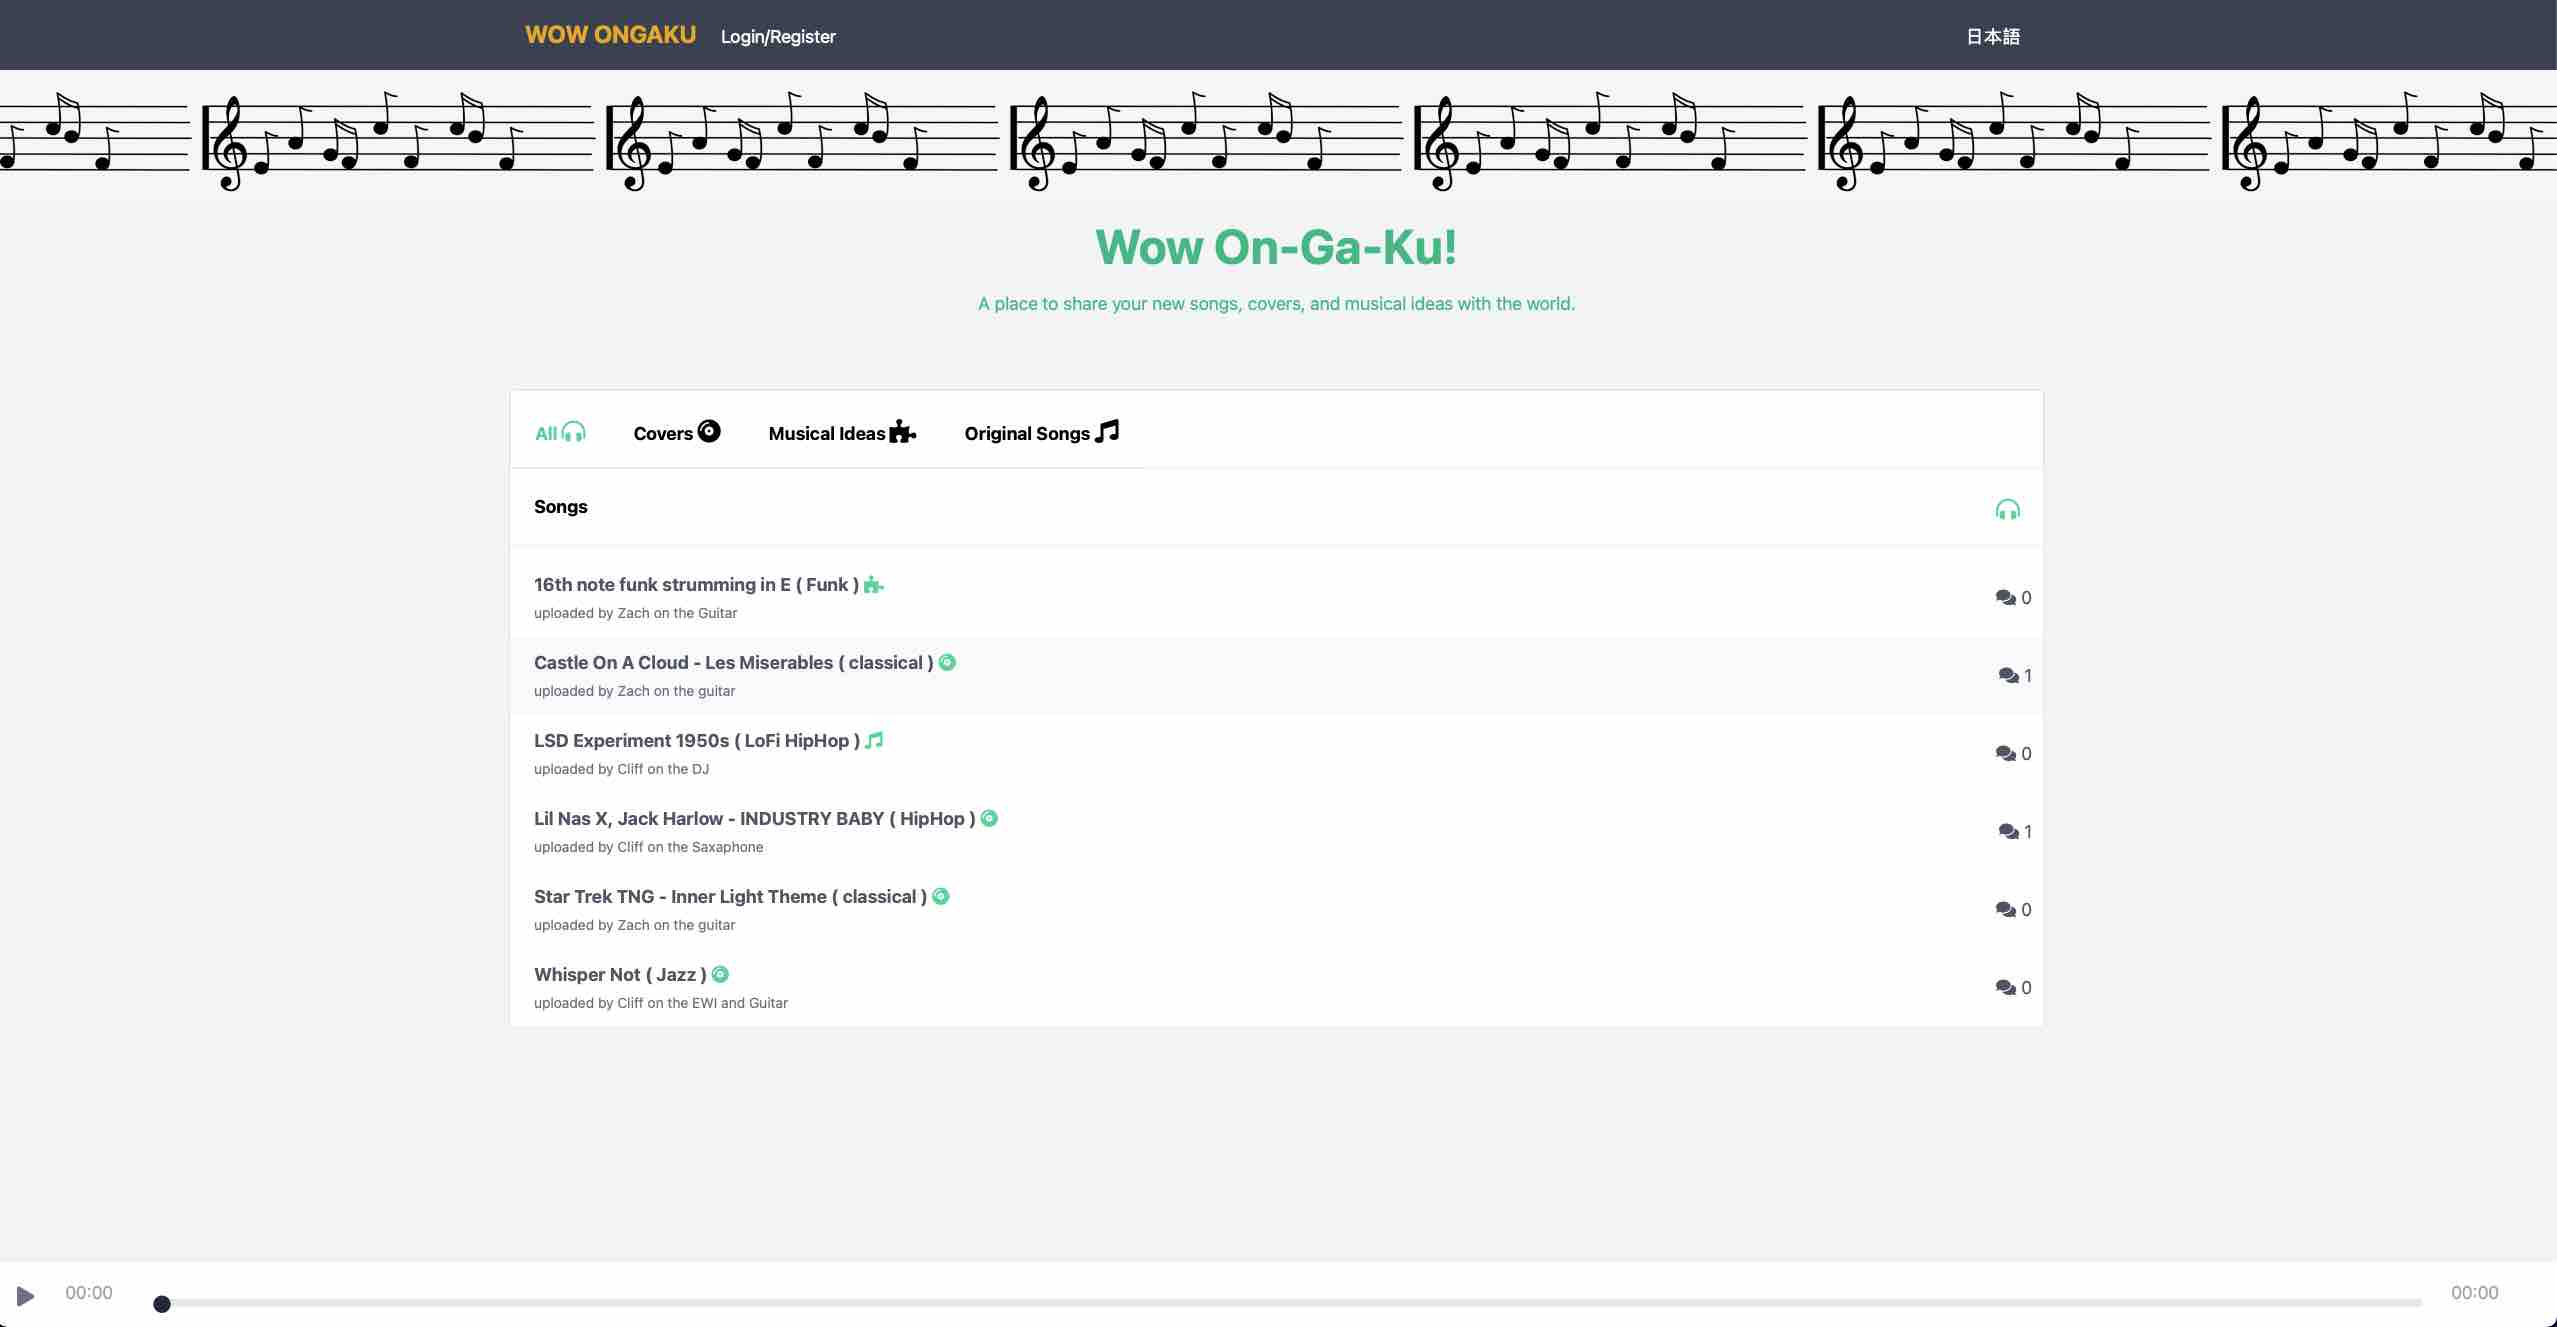 WOW ONGAKU Login/Register 日本語
Wow On-Ga-Ku!
A place to share your new songs, covers, and musical ideas with the world.
All Covers Musical Ideas Original Songs
Songs
16th note funk strumming in E ( Funk )
uploaded by Zach on the Guitar
0
Castle On A Cloud - Les Miserables ( classical )
uploaded by Zach on the guitar
1
LSD Experiment 1950s ( LoFi HipHop )
uploaded by Cliff on the DJ
0
Lil Nas X, Jack Harlow - INDUSTRY BABY ( HipHop )
uploaded by Cliff on the Saxaphone
1
Star Trek TNG - Inner Light Theme ( classical )
uploaded by Zach on the guitar
0
Whisper Not ( Jazz )
uploaded by Cliff on the EWI and Guitar
0
00:00 00:00